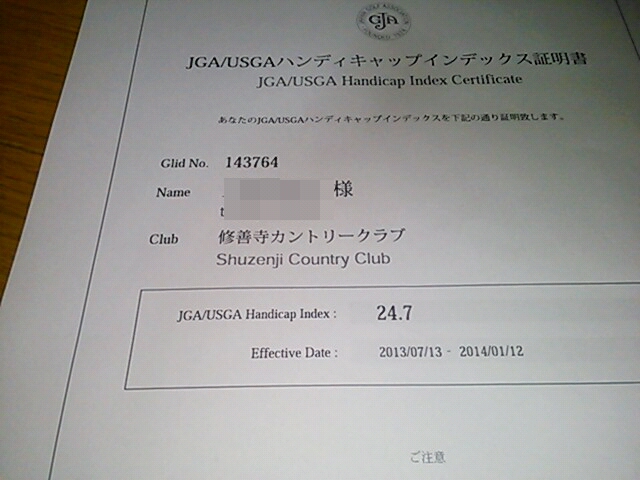 JGA
JGA/USGAハンディキャップインデックス証明書
JGA/USGA Handicap Index Certificate
あなたのJGA/USGAハンディキャップインデックスを下記の通り証明致します。
Glid No. 143764
Name 様
Club 修善寺カントリークラブ
Shuzenji Country Club
JGA/USGA Handicap Index : 24.7
Effective Date : 2013/07/13 - 2014/01/12
ご注意